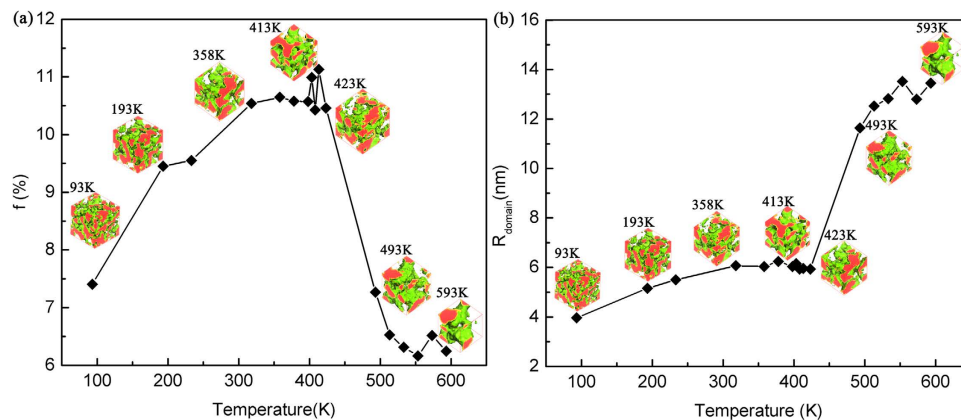 (a)
12
11
10
9
8
7
6
f (%)
100
200
300
400
500
600
Temperature(K)
93K
193K
358K
413K
423K
493K
593K
(b)
16
14
12
10
8
6
4
2
R_domain(nm)
100
200
300
400
500
600
Temperature (K)
93K
193K
358K
413K
423K
493K
593K